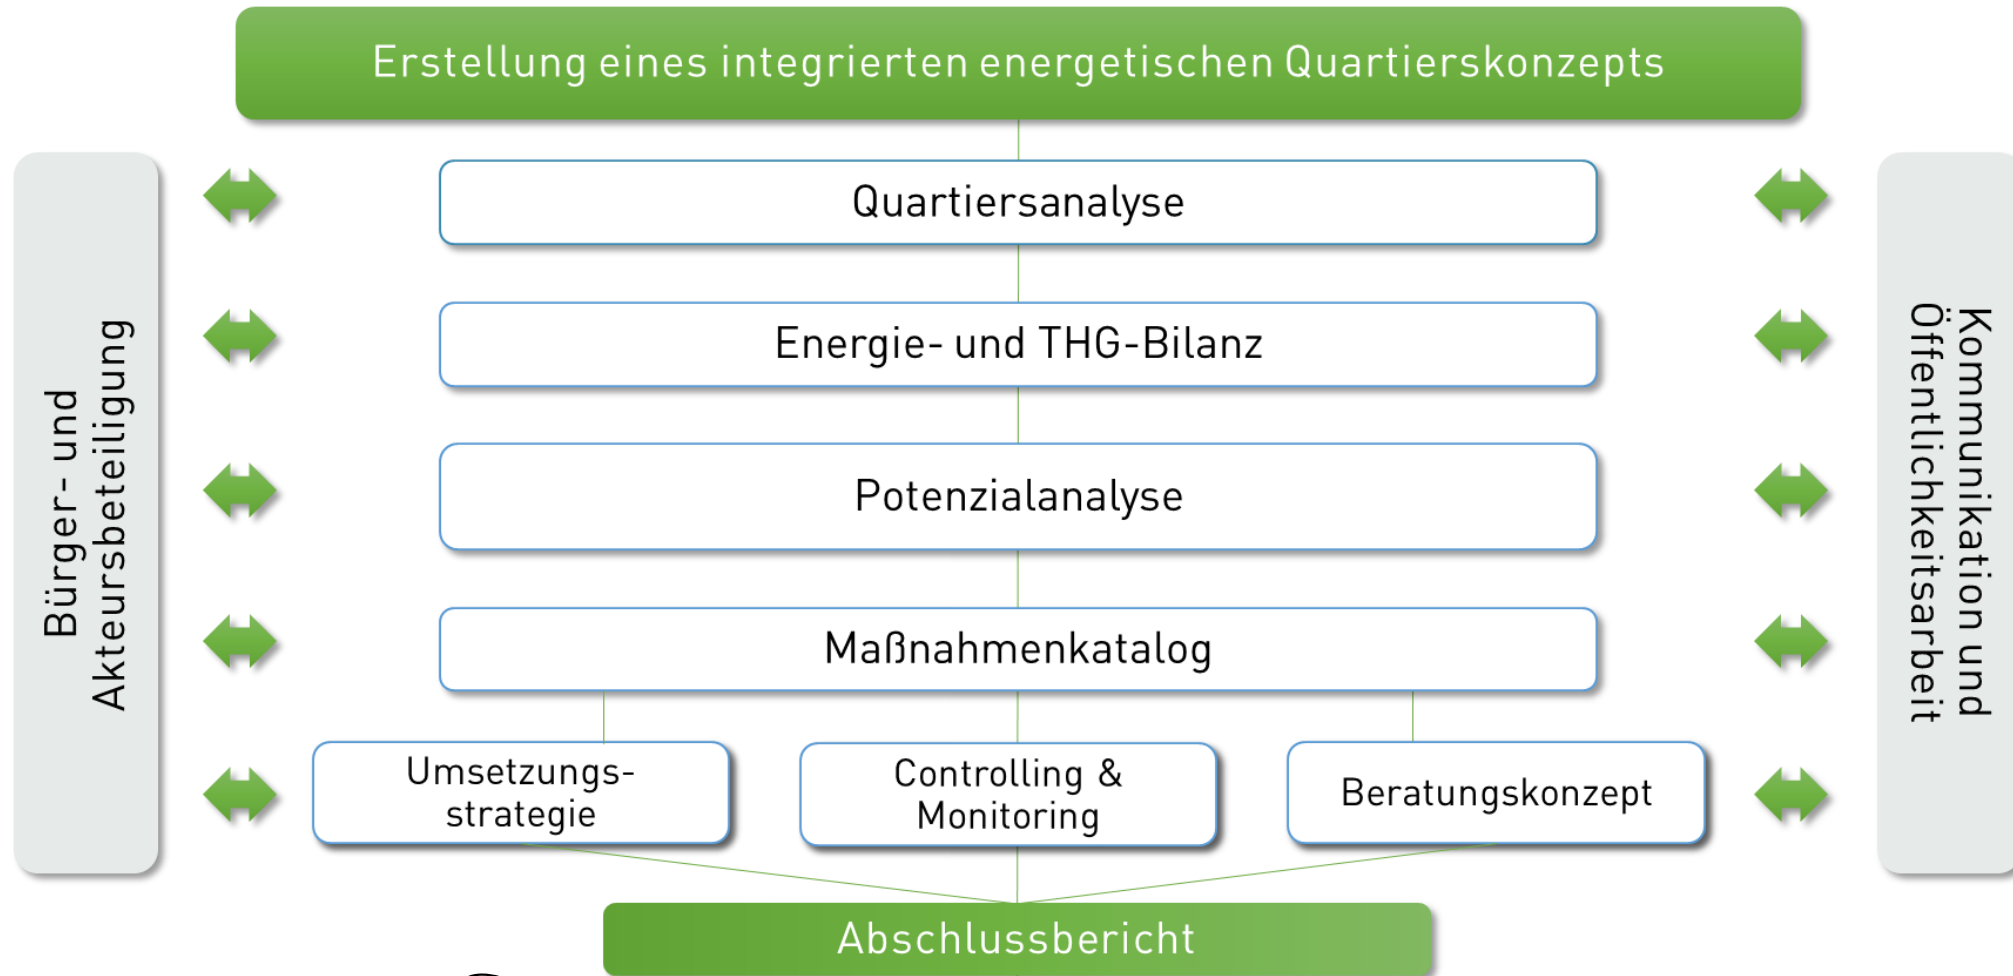 Erstellung eines integrierten energetischen Quartierskonzepts
Bürger- und
Akteursbeteiligung
Quartiersanalyse
Energie- und THG-Bilanz
Potenzialanalyse
Maßnahmenkatalog
Umsetzungs-
strategie
Controlling &
Monitoring
Beratungskonzept
Kommunikation und
Öffentlichkeitsarbeit
Abschlussbericht